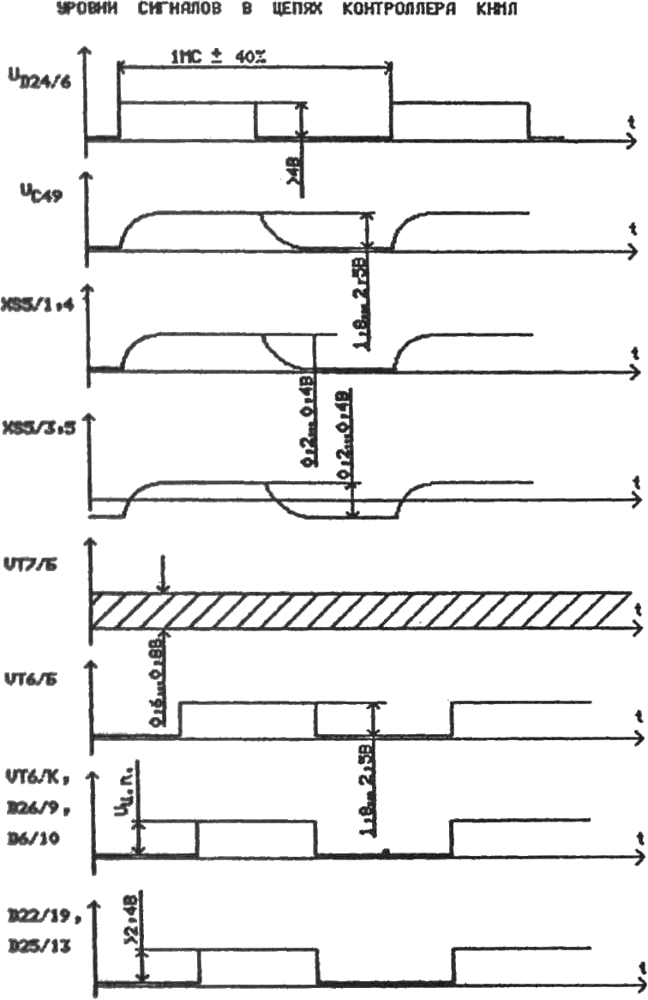 УРОВНИ СИГНАЛОВ В ЦЕПЯХ КОНТРОЛЛЕРА КНМЛ
1МС ± 40%
UD24/6
t
>4В
UC49
t
1,8...2,5В
XS5/1,4
t
0,2...0,4В
0,2...0,4В
XS5/3,5
t
VT7/Б
t
0,6...0,8В
VT6/Б
t
1,8...2,5В
VT6/К,
D26/9,
D6/10
Uи.п.
t
D22/19,
D25/13
>2,4В
t